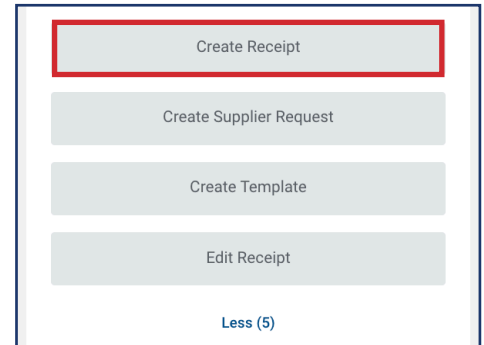 Create Receipt
Create Supplier Request
Create Template
Edit Receipt
Less (5)